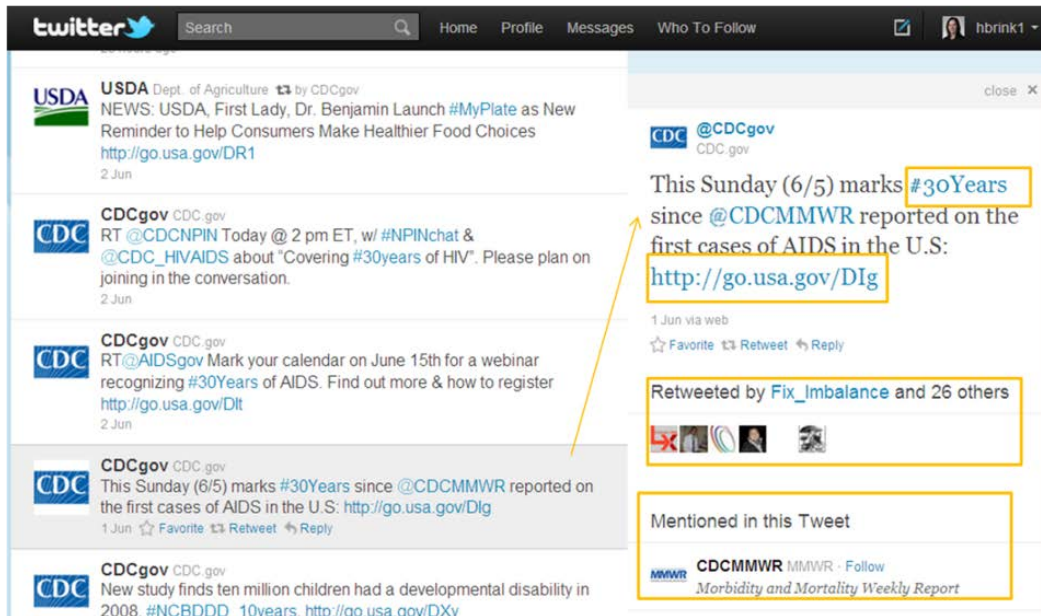 twitter
Search
Home Profile Messages Who To Follow
hbrink1
USDA
USDA Dept. of Agriculture by CDCgov
NEWS: USDA, First Lady, Dr. Benjamin Launch #MyPlate as New
Reminder to Help Consumers Make Healthier Food Choices
http://go.usa.gov/DR1
2 Jun
CDC
CDCgov CDC.gov
RT @CDCNPIN Today @ 2 pm ET, w/ #NPINchat &
@CDC_HIVAIDS about “Covering #30years of HIV”. Please plan on
joining in the conversation.
2 Jun
CDC
CDCgov CDC.gov
RT@AIDSgov Mark your calendar on June 15th for a webinar
recognizing #30Years of AIDS. Find out more & how to register
http://go.usa.gov/DIt
2 Jun
CDC
CDCgov CDC.gov
This Sunday (6/5) marks #30Years since @CDCMMWR reported on
the first cases of AIDS in the U.S: http://go.usa.gov/DIg
1 Jun Favorite Retweet Reply
CDC
CDCgov CDC.gov
New study finds ten million children had a developmental disability in
2008. #NCBDDD_10years. http://go.usa.gov/DXv
close X
CDC
@CDCgov
CDC.gov
This Sunday (6/5) marks #30Years
since @CDCMMWR reported on the
first cases of AIDS in the U.S:
http://go.usa.gov/DIg
1 Jun via web
Favorite Retweet Reply
Retweeted by Fix_Imbalance and 26 others
Mentioned in this Tweet
MMWR
CDCMMWR MMWR · Follow
Morbidity and Mortality Weekly Report